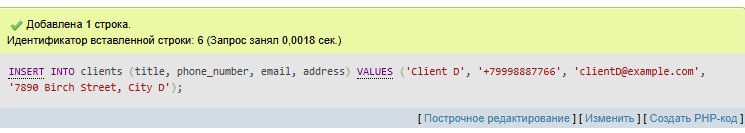 Добавлена 1 строка.
Идентификатор вставленной строки: 6 (Запрос занял 0,0018 сек.)
INSERT INTO clients (title, phone_number, email, address) VALUES ('Client D', '+79998887766', 'clientD@example.com',
'7890 Birch Street, City D');
[ Построчное редактирование ] [ Изменить ] [ Создать PHP-код ]